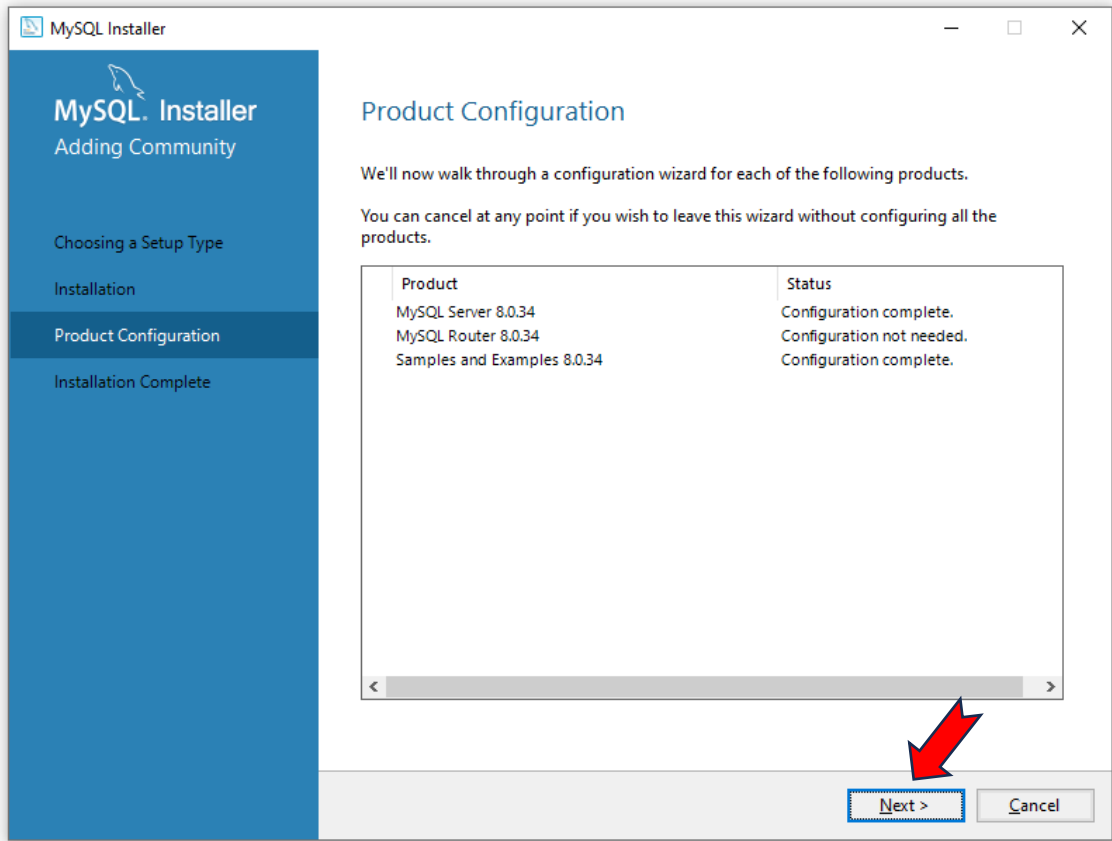 MySQL Installer
MySQL. Installer
Adding Community
Choosing a Setup Type
Installation
Product Configuration
Installation Complete
Product Configuration
We'll now walk through a configuration wizard for each of the following products.
You can cancel at any point if you wish to leave this wizard without configuring all the
products.
Product Status
MySQL Server 8.0.34 Configuration complete.
MySQL Router 8.0.34 Configuration not needed.
Samples and Examples 8.0.34 Configuration complete.
Next > Cancel